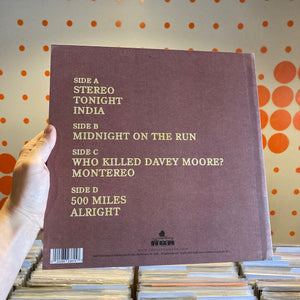 SIDE A
STEREO
TONIGHT
INDIA
SIDE B
MIDNIGHT ON THE RUN
SIDE C
WHO KILLED DAVEY MOORE?
MONTEREO
SIDE D
500 MILES
ALRIGHT